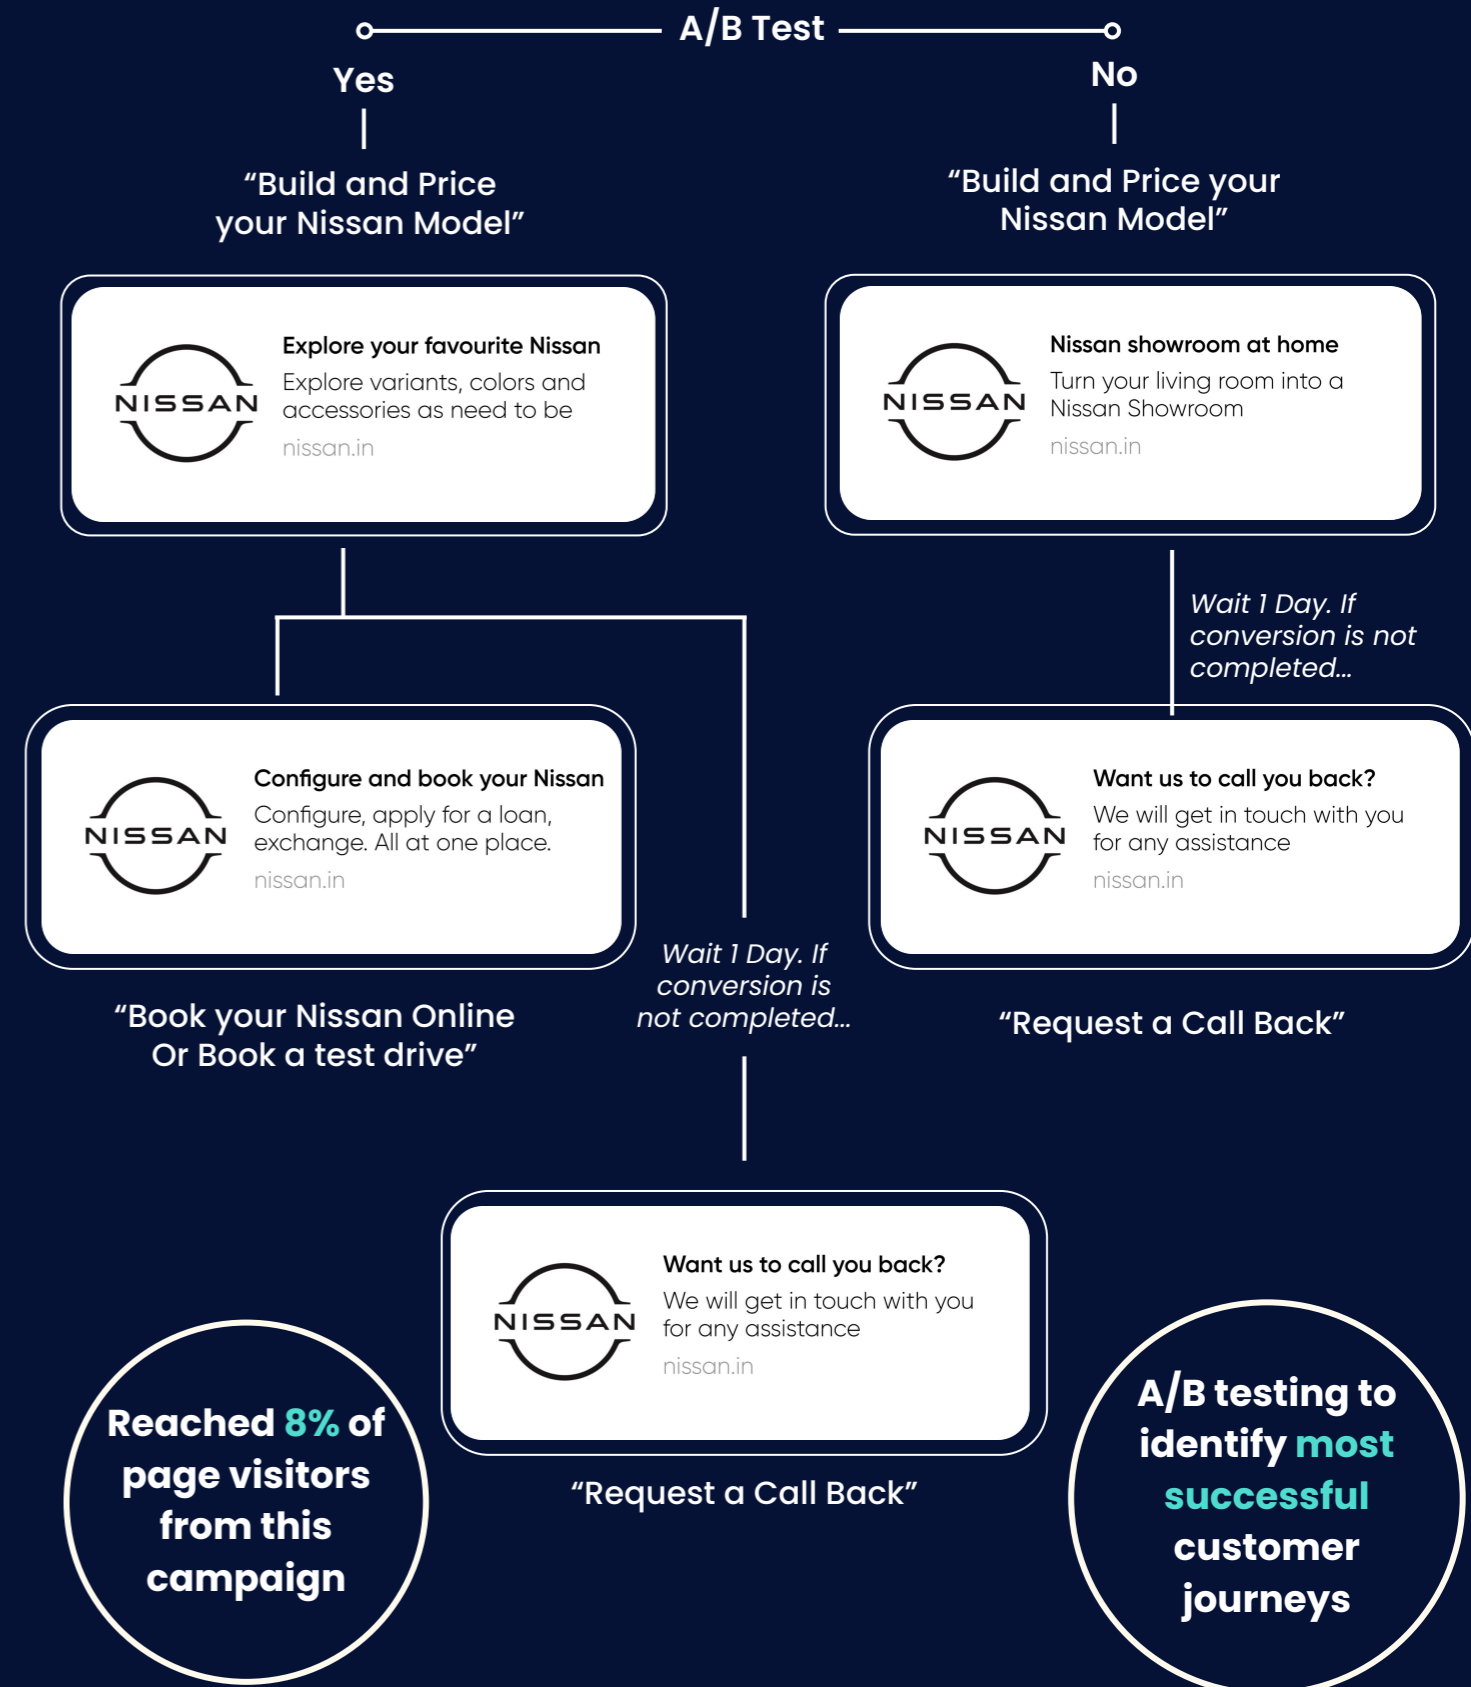 A/B Test
Yes
No
“Build and Price
your Nissan Model”
“Build and Price your
Nissan Model”
NISSAN
Explore your favourite Nissan
Explore variants, colors and
accessories as need to be
nissan.in
NISSAN
Nissan showroom at home
Turn your living room into a
Nissan Showroom
nissan.in
Wait 1 Day. If
conversion is not
completed...
NISSAN
Configure and book your Nissan
Configure, apply for a loan,
exchange. All at one place.
nissan.in
NISSAN
Want us to call you back?
We will get in touch with you
for any assistance
nissan.in
“Book your Nissan Online
Or Book a test drive”
Wait 1 Day. If
conversion is
not completed...
“Request a Call Back”
NISSAN
Want us to call you back?
We will get in touch with you
for any assistance
nissan.in
“Request a Call Back”
Reached 8% of
page visitors
from this
campaign
A/B testing to
identify most
successful
customer
journeys